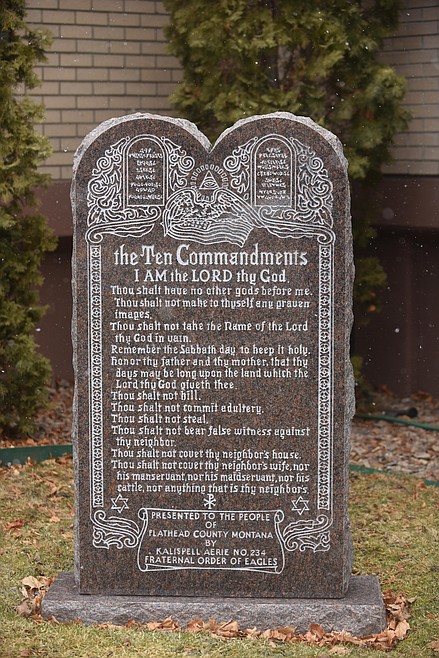 the Ten Commandments
I AM the LORD thy God.
Thou shalt have no other gods before me.
Thou shalt not make to thyself any graven
images.
Thou shalt not take the Name of the Lord
thy God in vain.
Remember the Sabbath day to keep it holy.
Honor thy father and thy mother, that thy
days may be long upon the land which the
Lord thy God giveth thee.
Thou shalt not kill.
Thou shalt not commit adultery.
Thou shalt not steal.
Thou shalt not bear false witness against
thy neighbor.
Thou shalt not covet thy neighbor's house.
Thou shalt not covet thy neighbor's wife, nor
his manservant, nor his maidservant, nor his
cattle, nor anything that is thy neighbor's.
PRESENTED TO THE PEOPLE
OF
FLATHEAD COUNTY MONTANA
BY
KALISPELL AERIE NO. 234
FRATERNAL ORDER OF EAGLES